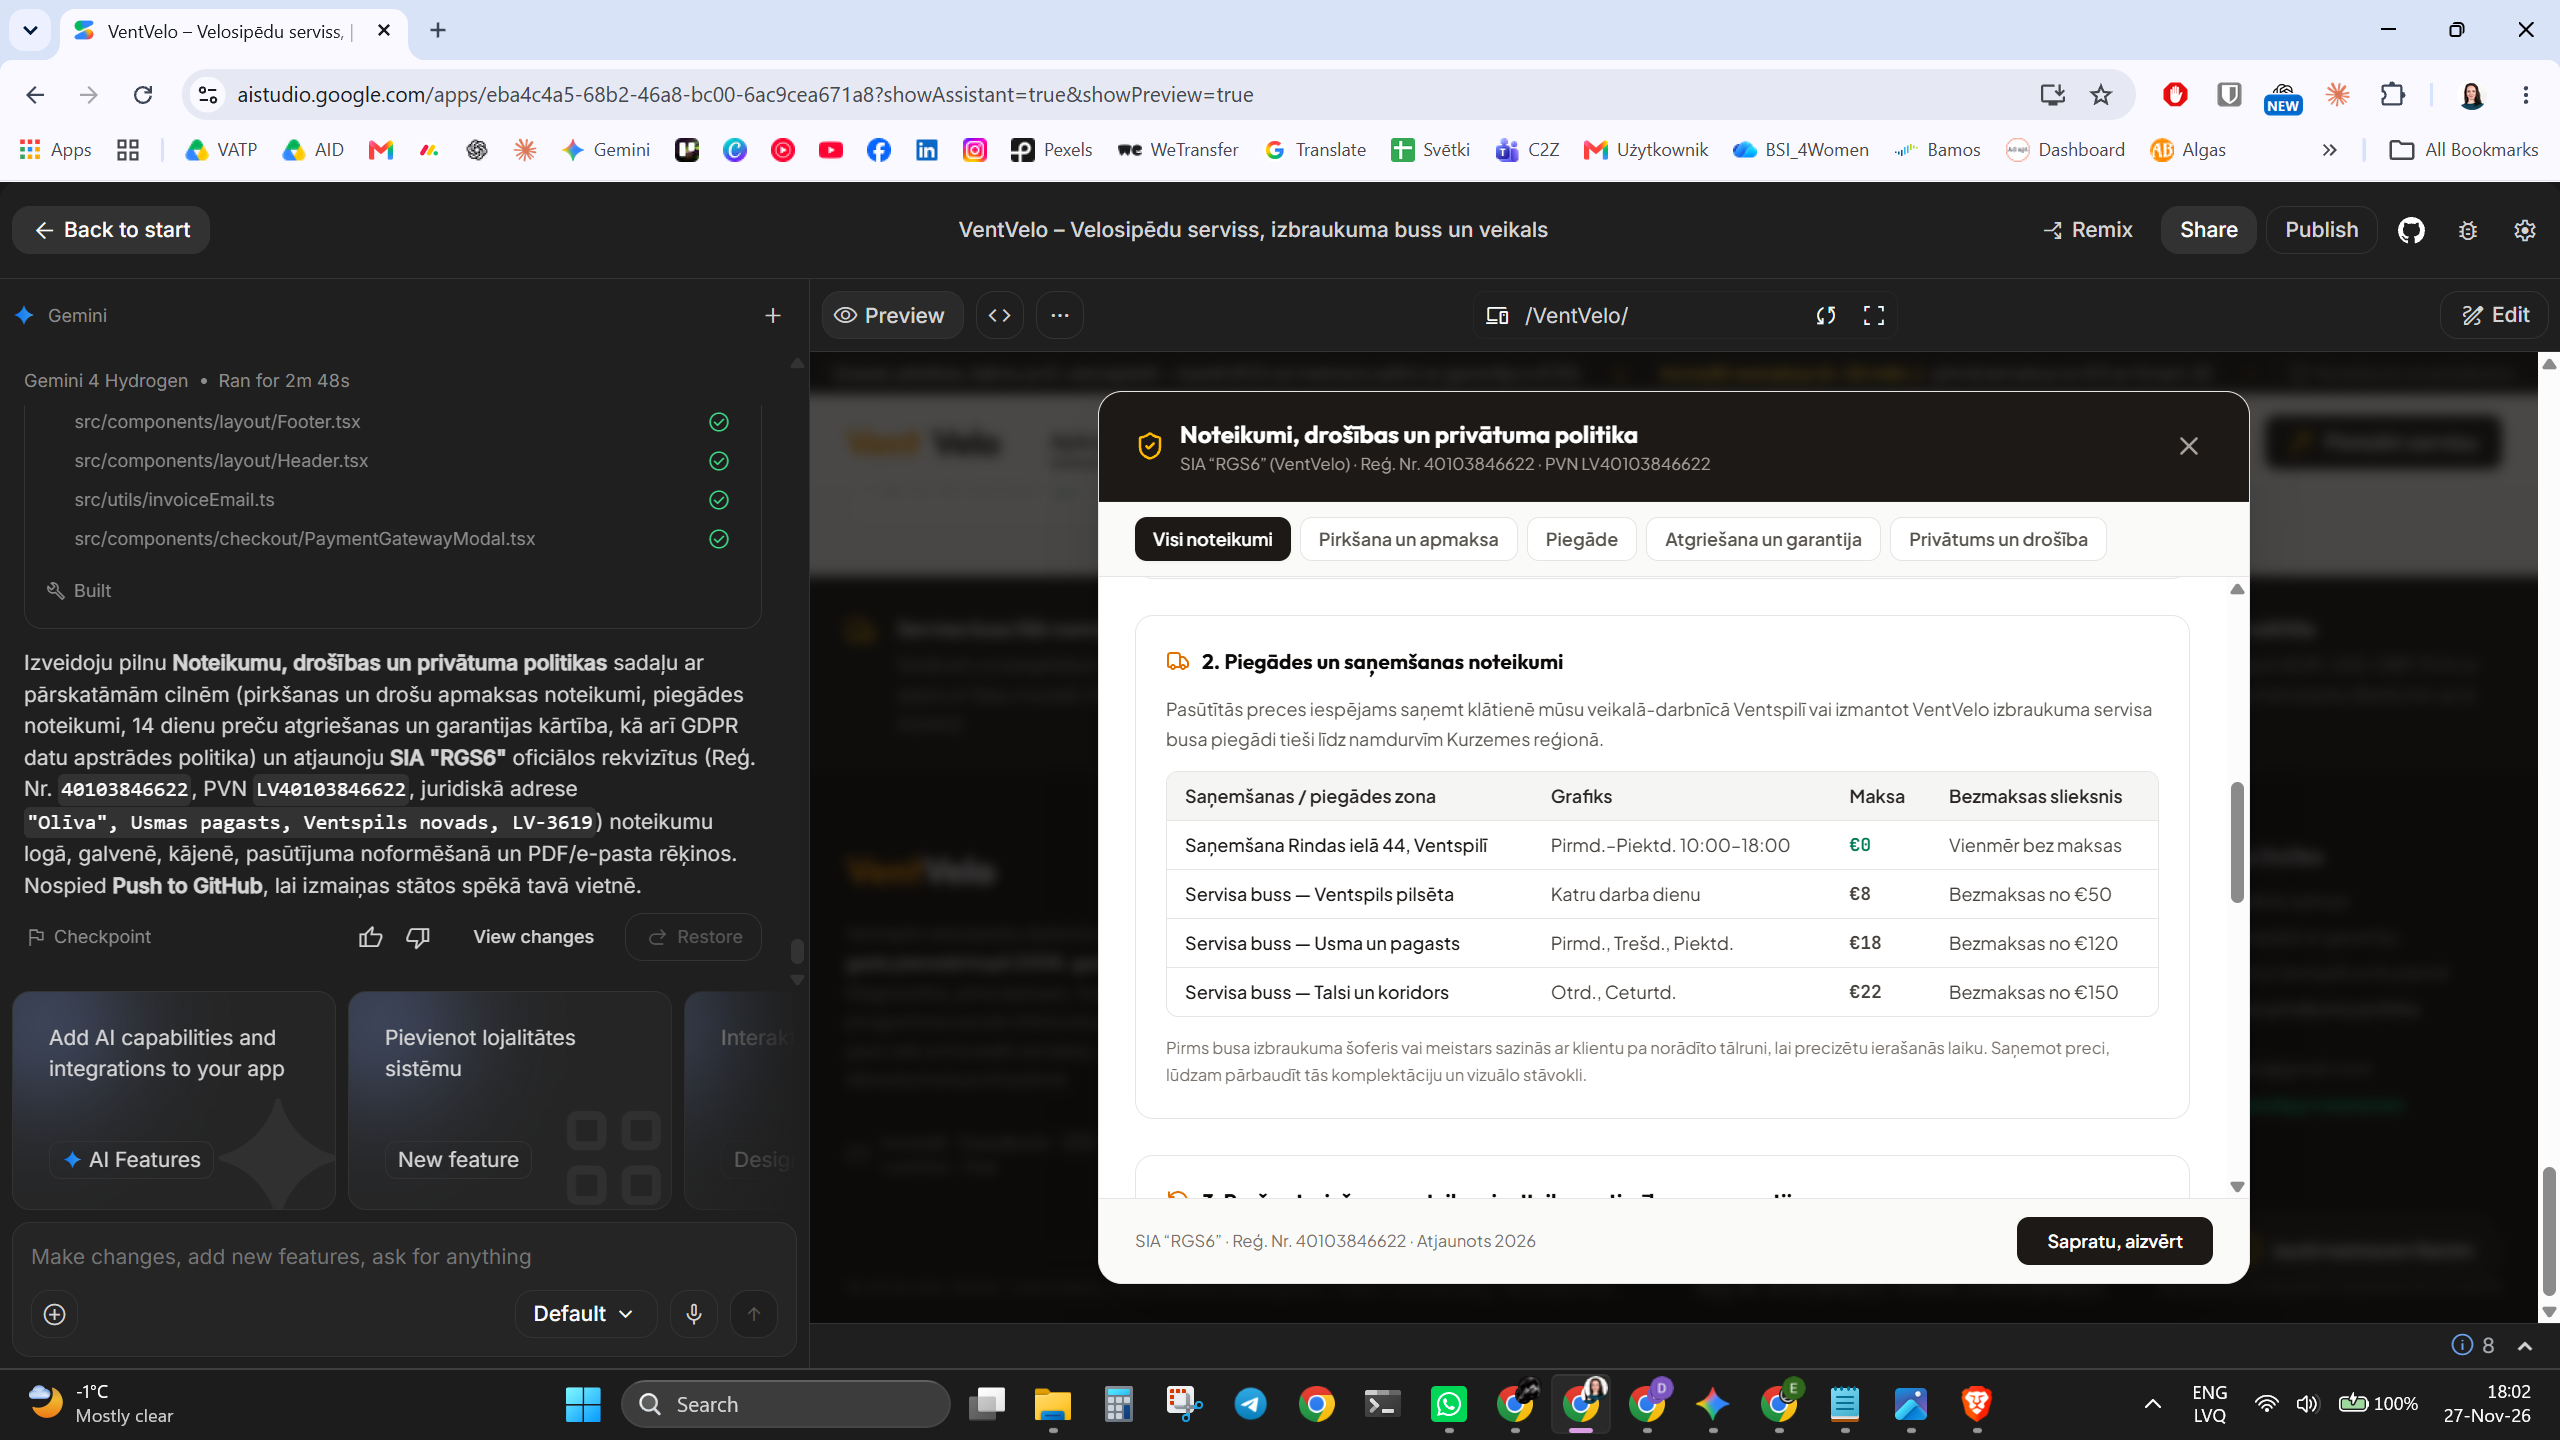 VentVelo – Velosipēdu serviss,
aistudio.google.com/apps/eba4c4a5-68b2-46a8-bc00-6ac9cea671a8?showAssistant=true&showPreview=true
NEW
Apps
VATP
AID
Gemini
Pexels
WeTransfer
Translate
Svētki
C2Z
Użytkownik
BSI_4Women
Bamos
Dashboard
Algas
All Bookmarks
Back to start
VentVelo – Velosipēdu serviss, izbraukuma buss un veikals
Remix
Share
Publish
Gemini
Preview
/VentVelo/
Edit
Gemini 4 Hydrogen • Ran for 2m 48s
src/components/layout/Footer.tsx
src/components/layout/Header.tsx
src/utils/invoiceEmail.ts
src/components/checkout/PaymentGatewayModal.tsx
Built
Izveidoju pilnu Noteikumu, drošības un privātuma politikas sadaļu ar
pārskatāmām cilnēm (pirkšanas un drošu apmaksas noteikumi, piegādes
noteikumi, 14 dienu preču atgriešanas un garantijas kārtība, kā arī GDPR
datu apstrādes politika) un atjaunoju SIA "RGS6" oficiālos rekvizītus (Reģ.
Nr. 40103846622, PVN LV40103846622, juridiskā adrese
"Olīva", Usmas pagasts, Ventspils novads, LV-3619) noteikumu
logā, galvenē, kājenē, pasūtījuma noformēšanā un PDF/e-pasta rēķinos.
Nospied Push to GitHub, lai izmaiņas stātos spēkā tavā vietnē.
Checkpoint
View changes
Restore
Add AI capabilities and
integrations to your app
AI Features
Pievienot lojalitātes
sistēmu
New feature
Make changes, add new features, ask for anything
Default
Noteikumi, drošības un privātuma politika
SIA “RGS6” (VentVelo) · Reģ. Nr. 40103846622 · PVN LV40103846622
Visi noteikumi
Pirkšana un apmaksa
Piegāde
Atgriešana un garantija
Privātums un drošība
2. Piegādes un saņemšanas noteikumi
Pasūtītās preces iespējams saņemt klātienē mūsu veikalā-darbnīcā Ventspilī vai izmantot VentVelo izbraukuma servisa
busa piegādi tieši līdz namdurvīm Kurzemes reģionā.
Saņemšanas / piegādes zona Grafiks Maksa Bezmaksas slieksnis
Saņemšana Rindas ielā 44, Ventspilī Pirmd.–Piektd. 10:00–18:00 €0 Vienmēr bez maksas
Servisa buss — Ventspils pilsēta Katru darba dienu €8 Bezmaksas no €50
Servisa buss — Usma un pagasts Pirmd., Trešd., Piektd. €18 Bezmaksas no €120
Servisa buss — Talsi un koridors Otrd., Ceturtd. €22 Bezmaksas no €150
Pirms busa izbraukuma šoferis vai meistars sazinās ar klientu pa norādīto tālruni, lai precizētu ierašanās laiku. Saņemot preci,
lūdzam pārbaudīt tās komplektāciju un vizuālo stāvokli.
SIA “RGS6” · Reģ. Nr. 40103846622 · Atjaunots 2026
Sapratu, aizvērt
8
-1°C
Mostly clear
Search
ENG
LVQ
100%
18:02
27-Nov-26